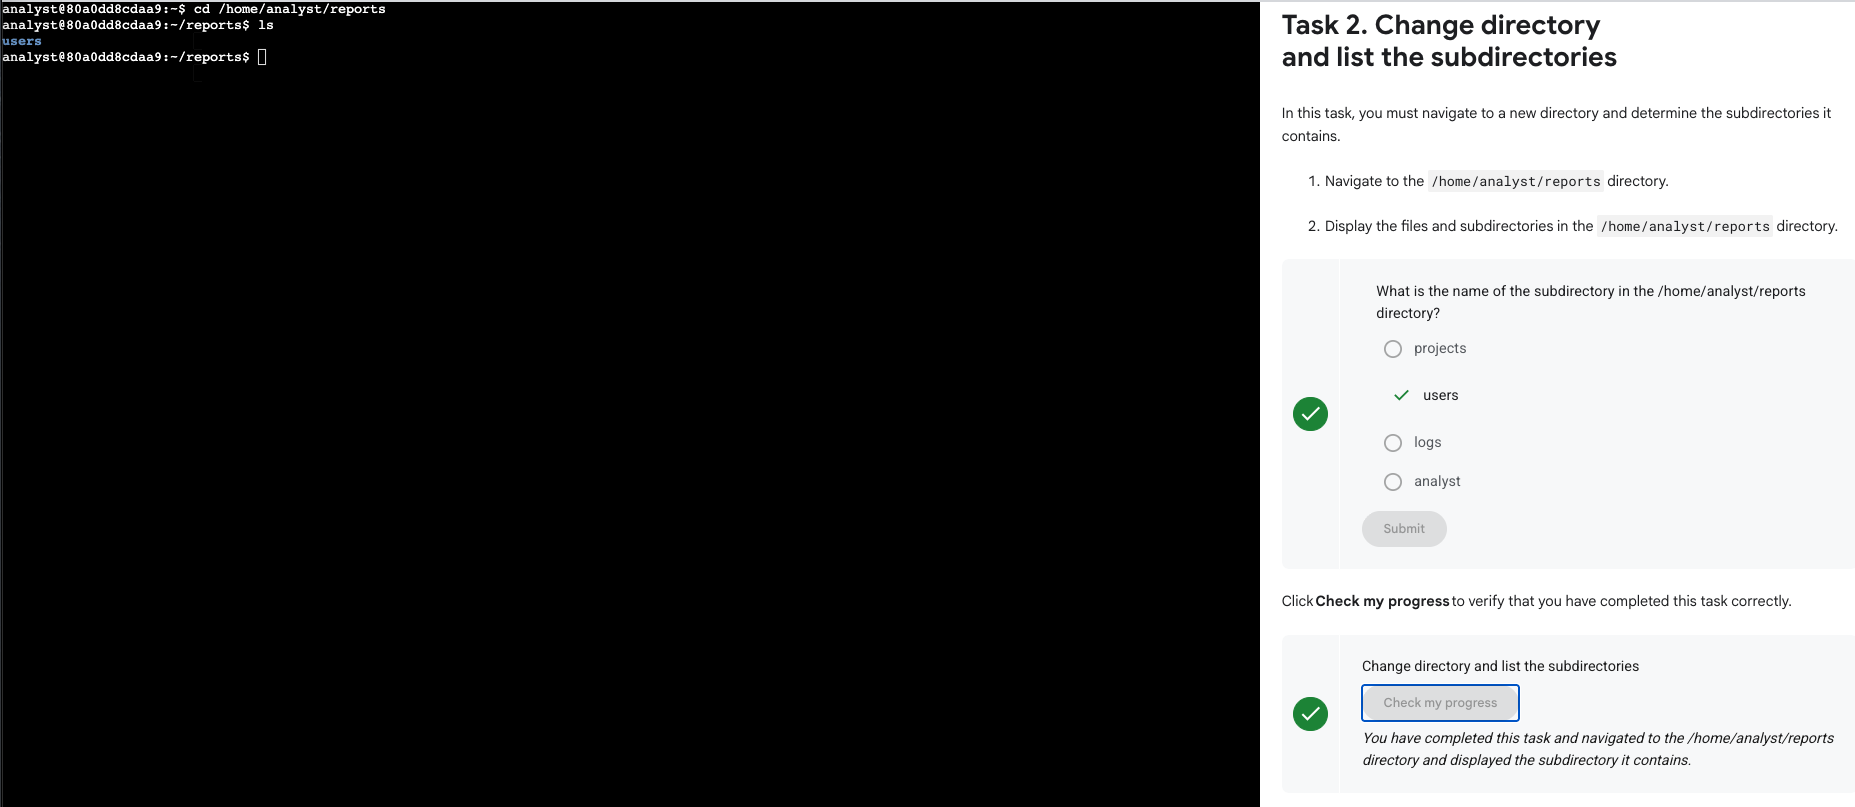 analyst@80a0dd8cdaa9:~$ cd /home/analyst/reports
analyst@80a0dd8cdaa9:~/reports$ ls
users
analyst@80a0dd8cdaa9:~/reports$
Task 2. Change directory
and list the subdirectories
In this task, you must navigate to a new directory and determine the subdirectories it
contains.
1. Navigate to the /home/analyst/reports directory.
2. Display the files and subdirectories in the /home/analyst/reports directory.
What is the name of the subdirectory in the /home/analyst/reports
directory?
projects
users
logs
analyst
Submit
Click Check my progress to verify that you have completed this task correctly.
Change directory and list the subdirectories
Check my progress
You have completed this task and navigated to the /home/analyst/reports
directory and displayed the subdirectory it contains.